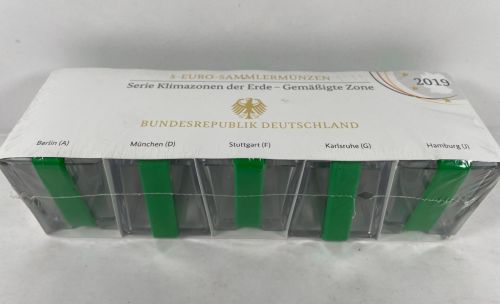 5-EURO-SAMMLERMÜNZEN
Serie Klimazonen der Erde – Gemäßigte Zone
2019
BUNDESREPUBLIK DEUTSCHLAND
Berlin (A) München (D) Stuttgart (F) Karlsruhe (G) Hamburg (J)